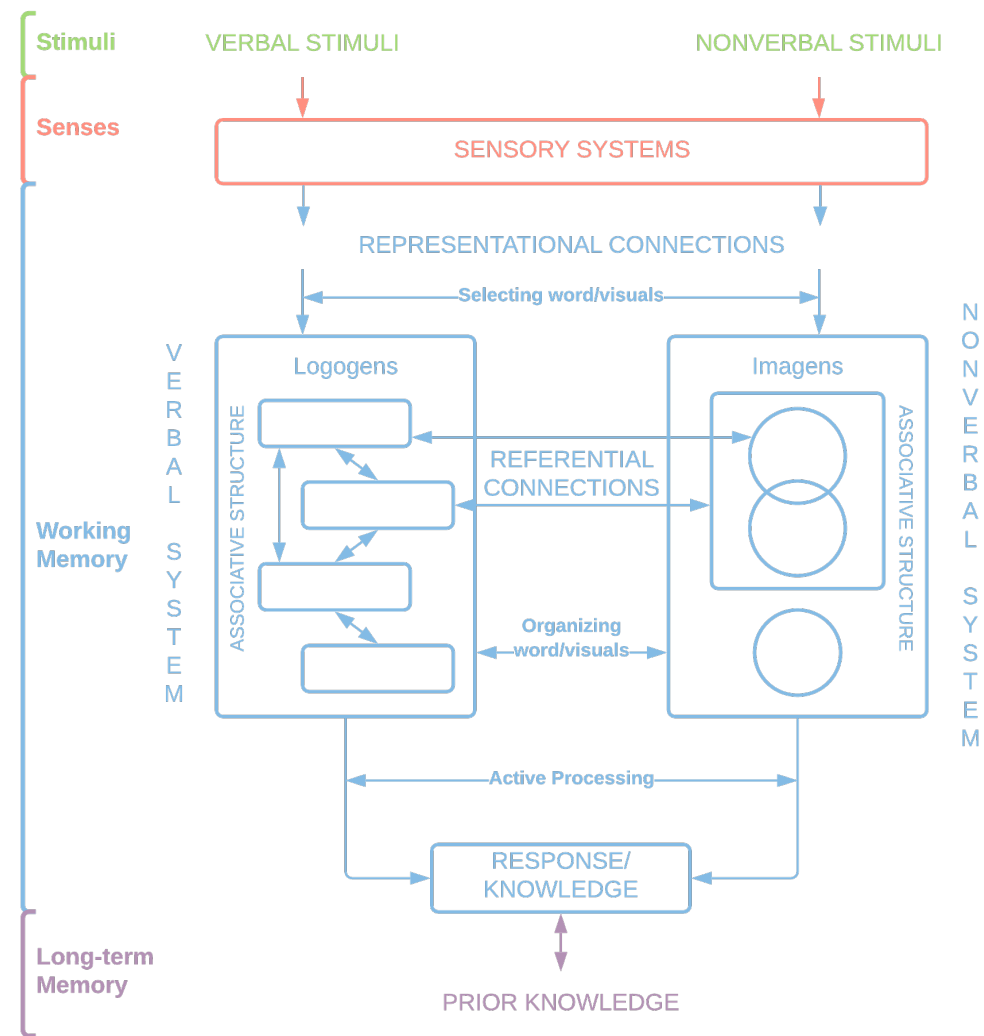 Stimuli
VERBAL STIMULI
NONVERBAL STIMULI
Senses
SENSORY SYSTEMS
REPRESENTATIONAL CONNECTIONS
Selecting word/visuals
VERBAL SYSTEM
NONVERBAL SYSTEM
Logogens
Imagens
ASSOCIATIVE STRUCTURE
ASSOCIATIVE STRUCTURE
REFERENTIAL
CONNECTIONS
Working
Memory
Organizing
word/visuals
Active Processing
RESPONSE/
KNOWLEDGE
Long-term
Memory
PRIOR KNOWLEDGE